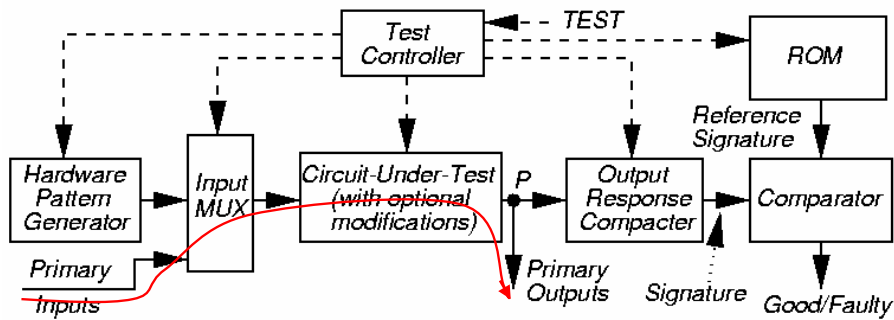 TEST
Test
Controller
ROM
Reference
Signature
Hardware
Pattern
Generator
Input
MUX
Circuit-Under-Test
(with optional
modifications)
P
Output
Response
Compacter
Comparator
Primary
Inputs
Primary
Outputs
Signature
Good/Faulty